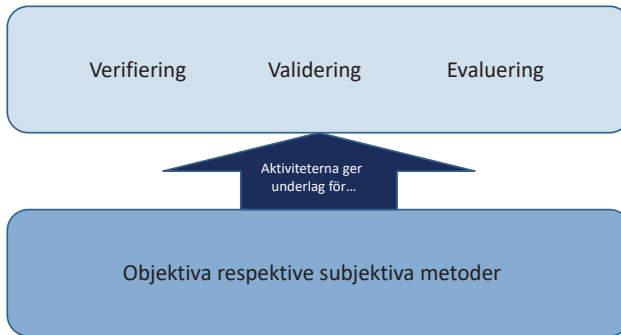 Verifiering Validering Evaluering
Aktiviteterna ger
underlag för…
Objektiva respektive subjektiva metoder